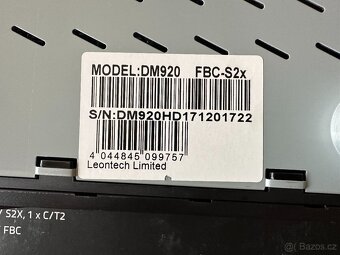 MODEL:DM920 FBC-S2x
S/N:DM920HD171201722
4 044845 099757
Leontech Limited
/ S2X, 1 x C/T2
FBC
Bazos.cz